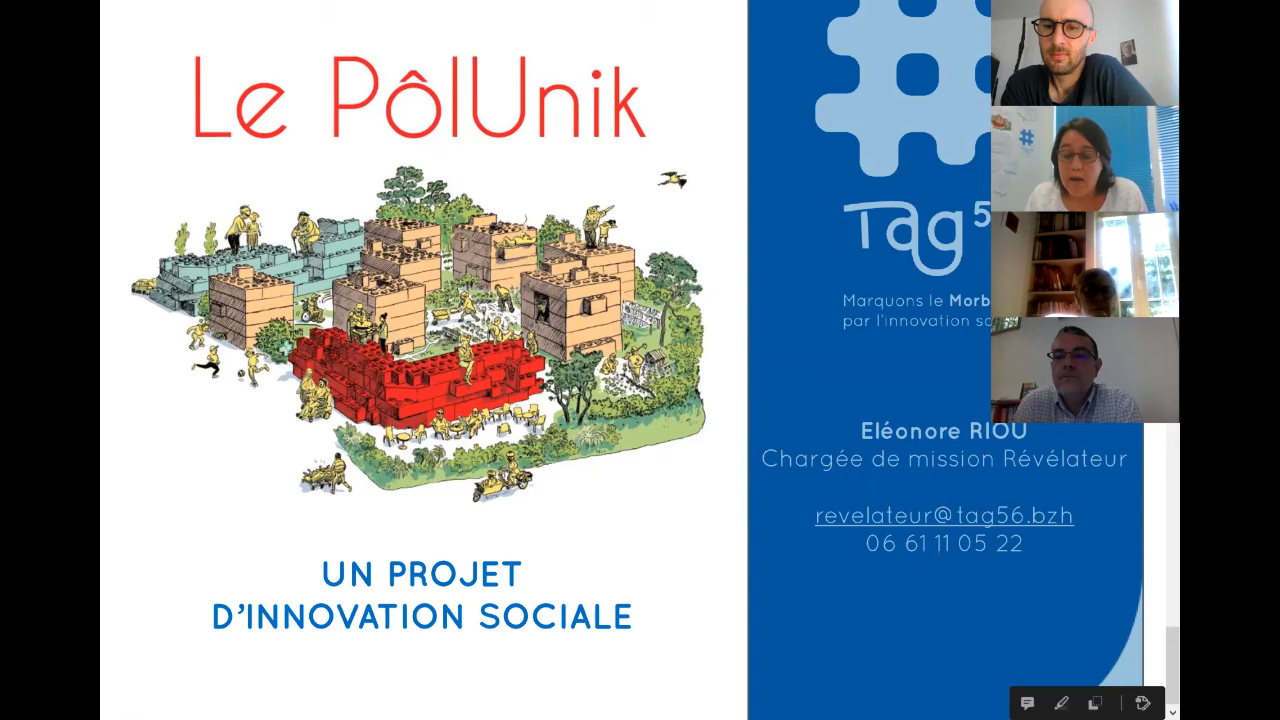 Le PôlUnik
UN PROJET
D'INNOVATION SOCIALE
Tag5
Marquons le Morb
par l'innovation so
Eléonore RIOU
Chargée de mission Révélateur
revelateur@tag56.bzh
06 61 11 05 22